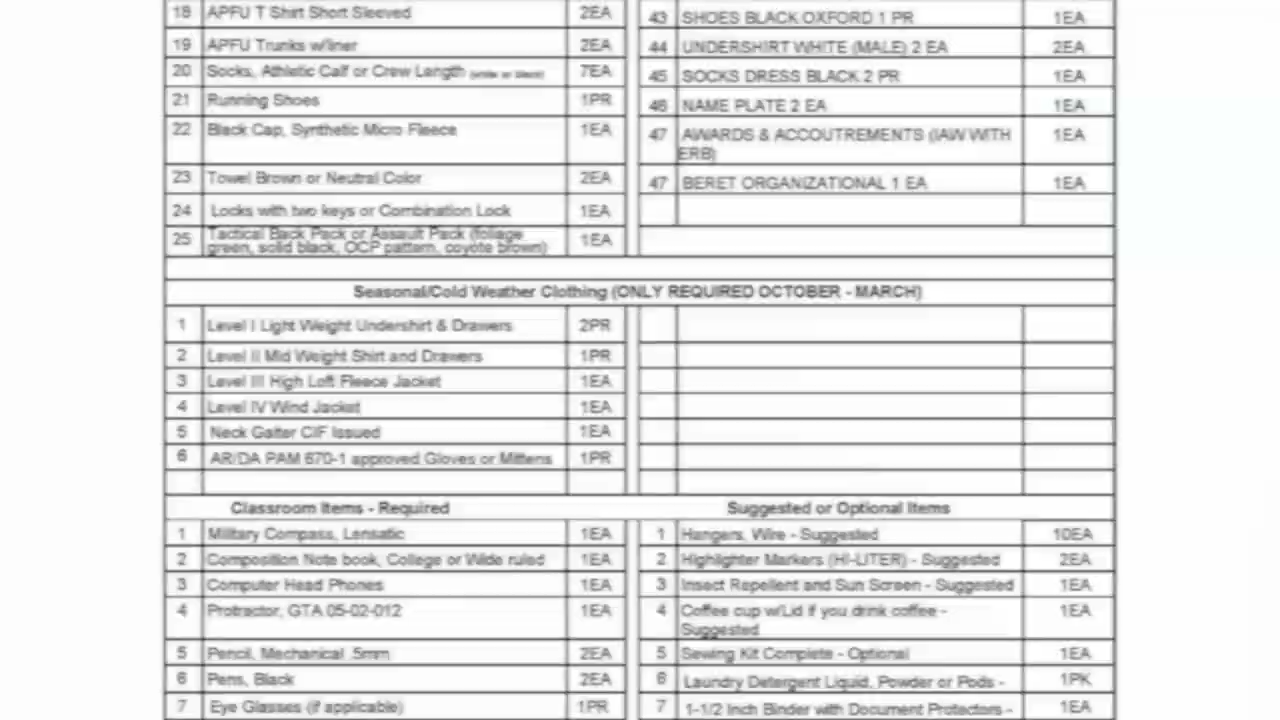 18 APFU T Shirt Short Sleeved 2EA
43 SHOES BLACK OXFORD 1 PR 1EA
19 APFU Trunks w/liner 2EA
44 UNDERSHIRT WHITE (MALE) 2 EA 2EA
20 Socks, Athletic Calf or Crew Length (white or black) 7EA
45 SOCKS DRESS BLACK 2 PR 1EA
21 Running Shoes 1PR
46 NAME PLATE 2 EA 1EA
22 Black Cap, Synthetic Micro Fleece 1EA
47 AWARDS & ACCOUTREMENTS (IAW WITH 1EA
ERB)
23 Towel Brown or Neutral Color 2EA
47 BERET ORGANIZATIONAL 1 EA 1EA
24 Locks with two keys or Combination Lock 1EA
25 Tactical Back Pack or Assault Pack (foliage 1EA
green, solid black, OCP pattern, coyote brown)
Seasonal/Cold Weather Clothing (ONLY REQUIRED OCTOBER - MARCH)
1 Level I Light Weight Undershirt & Drawers 2PR
2 Level II Mid Weight Shirt and Drawers 1PR
3 Level III High Loft Fleece Jacket 1EA
4 Level IV Wind Jacket 1EA
5 Neck Gaiter CIF Issued 1EA
6 AR/DA PAM 670-1 approved Gloves or Mittens 1PR
Classroom Items - Required
Suggested or Optional Items
1 Military Compass, Lensatic 1EA
1 Hangers, Wire - Suggested 10EA
2 Composition Note book, College or Wide ruled 1EA
2 Highlighter Markers (HI-LITER) - Suggested 2EA
3 Computer Head Phones 1EA
3 Insect Repellent and Sun Screen - Suggested 1EA
4 Protractor, GTA 05-02-012 1EA
4 Coffee cup w/Lid if you drink coffee - 1EA
Suggested
5 Pencil, Mechanical .5mm 2EA
5 Sewing Kit Complete - Optional 1EA
6 Pens, Black 2EA
6 Laundry Detergent Liquid, Powder or Pods - 1PK
7 Eye Glasses (if applicable) 1PR
7 1-1/2 Inch Binder with Document Protectors - 1EA